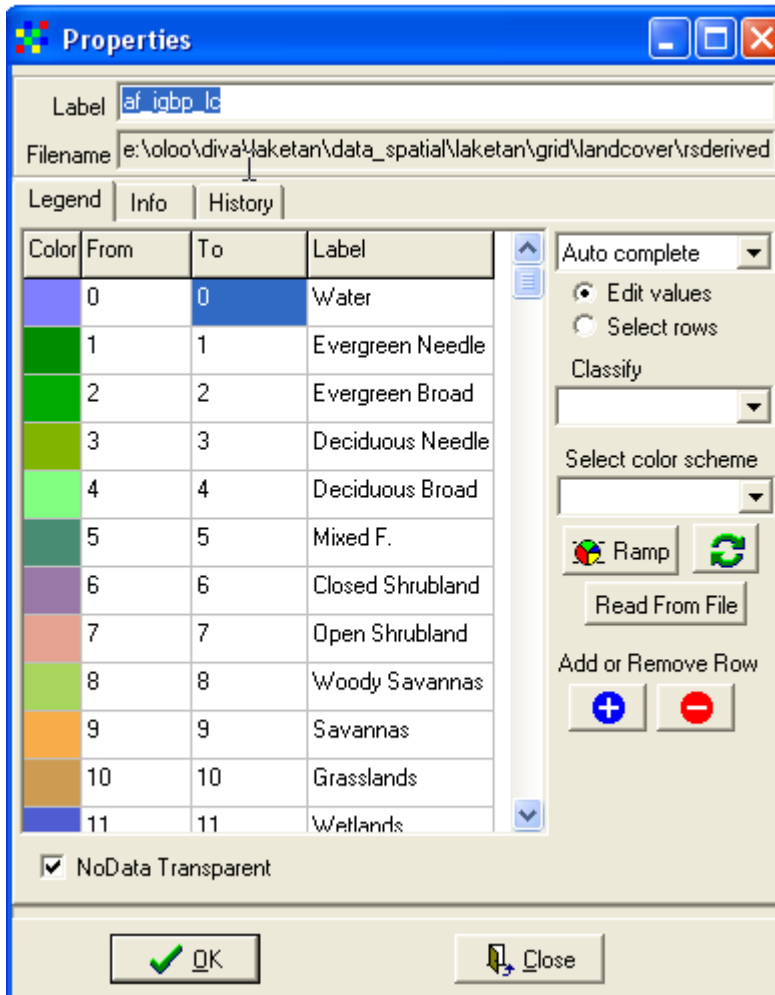 Properties
Label af_igbp_lc
Filename e:\oloo\diva\laketan\data_spatial\laketan\grid\landcover\rsderived
Legend Info History
Color From To Label
0 0 Water
1 1 Evergreen Needle
2 2 Evergreen Broad
3 3 Deciduous Needle
4 4 Deciduous Broad
5 5 Mixed F.
6 6 Closed Shrubland
7 7 Open Shrubland
8 8 Woody Savannas
9 9 Savannas
10 10 Grasslands
11 11 Wetlands
Auto complete
Edit values
Select rows
Classify
Select color scheme
Ramp
Read From File
Add or Remove Row
NoData Transparent
OK Close